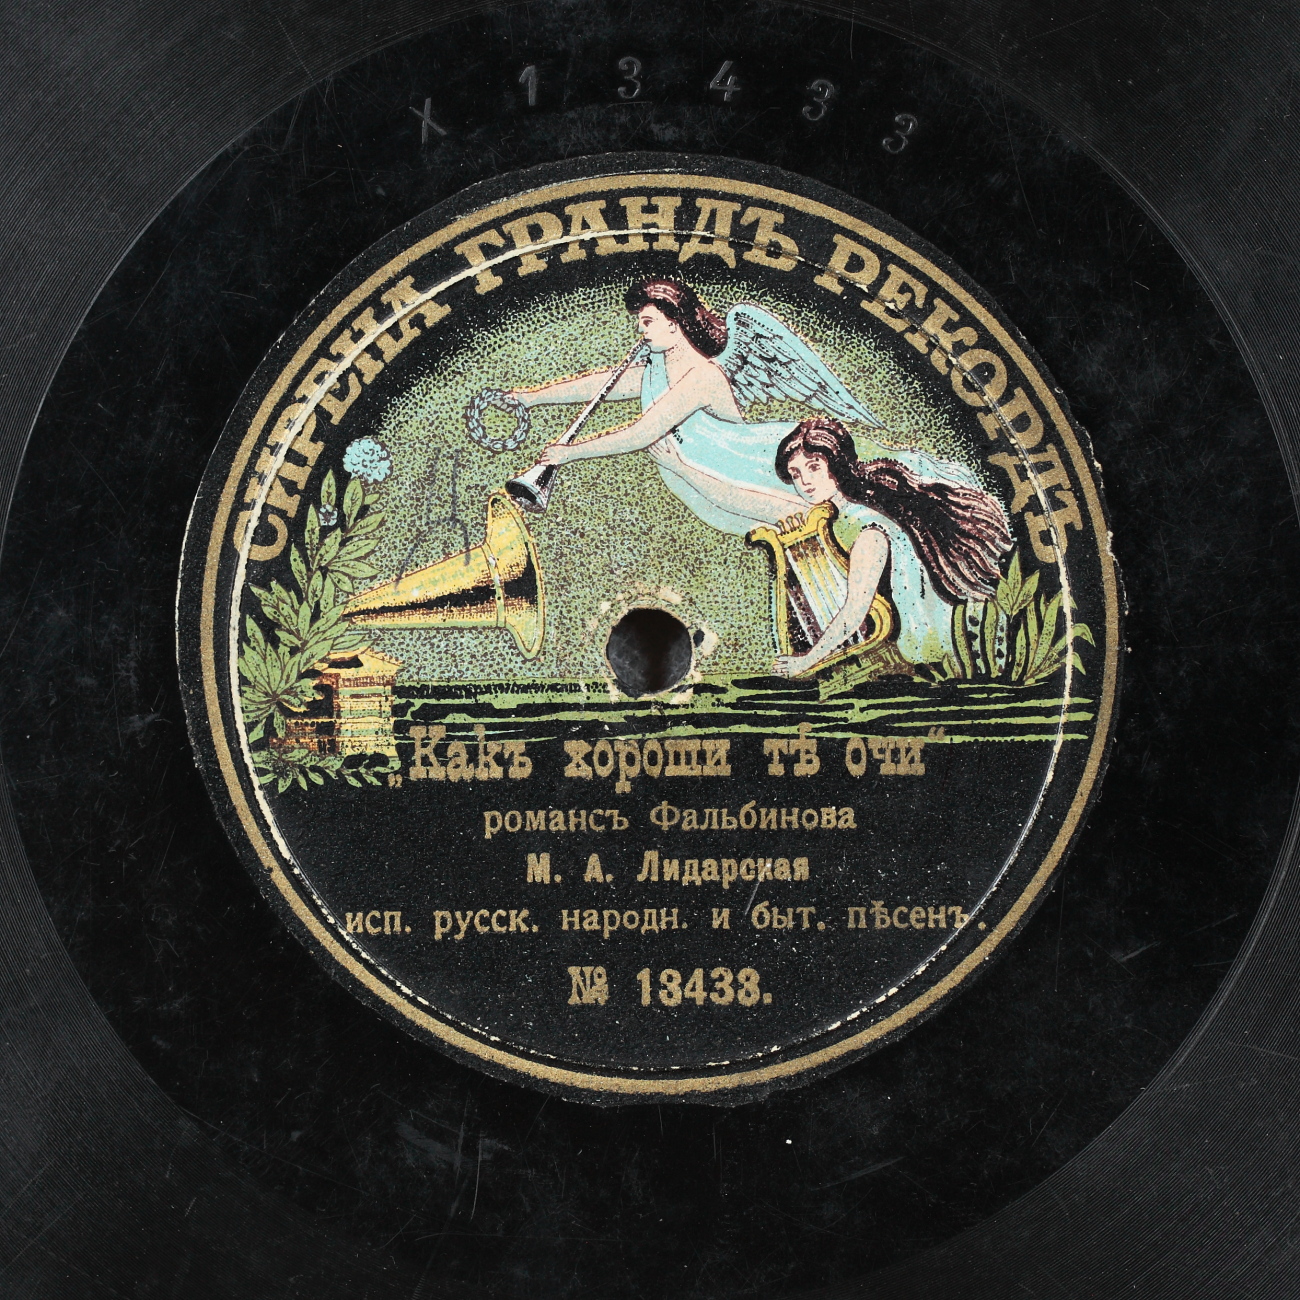 X 13433
СИРЕНА ГРАНДЪ РЕКОРДЪ
„Какъ хороши тѣ очи“
романсъ Фальбинова
М. А. Лидарская
исп. русск. народн. и быт. пѣсенъ.
№ 13433.